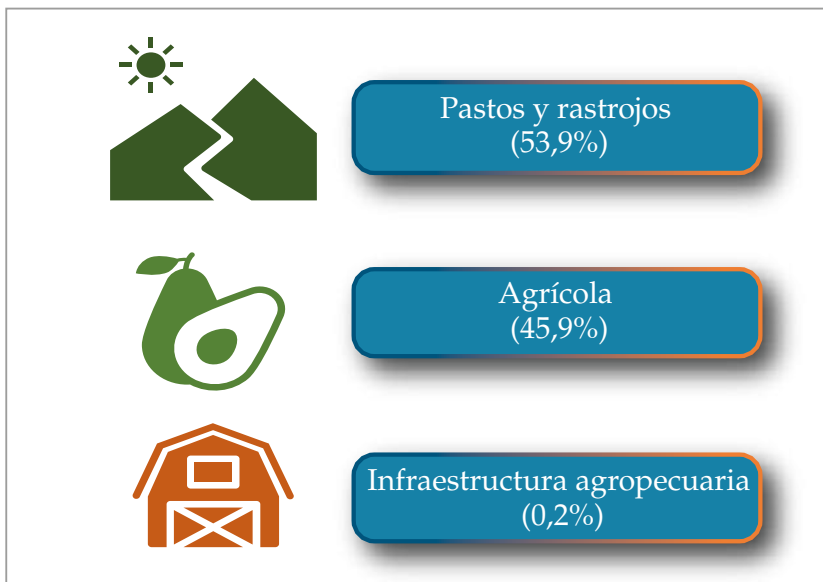 Pastos y rastrojos
(53,9%)
Agrícola
(45,9%)
Infraestructura agropecuaria
(0,2%)